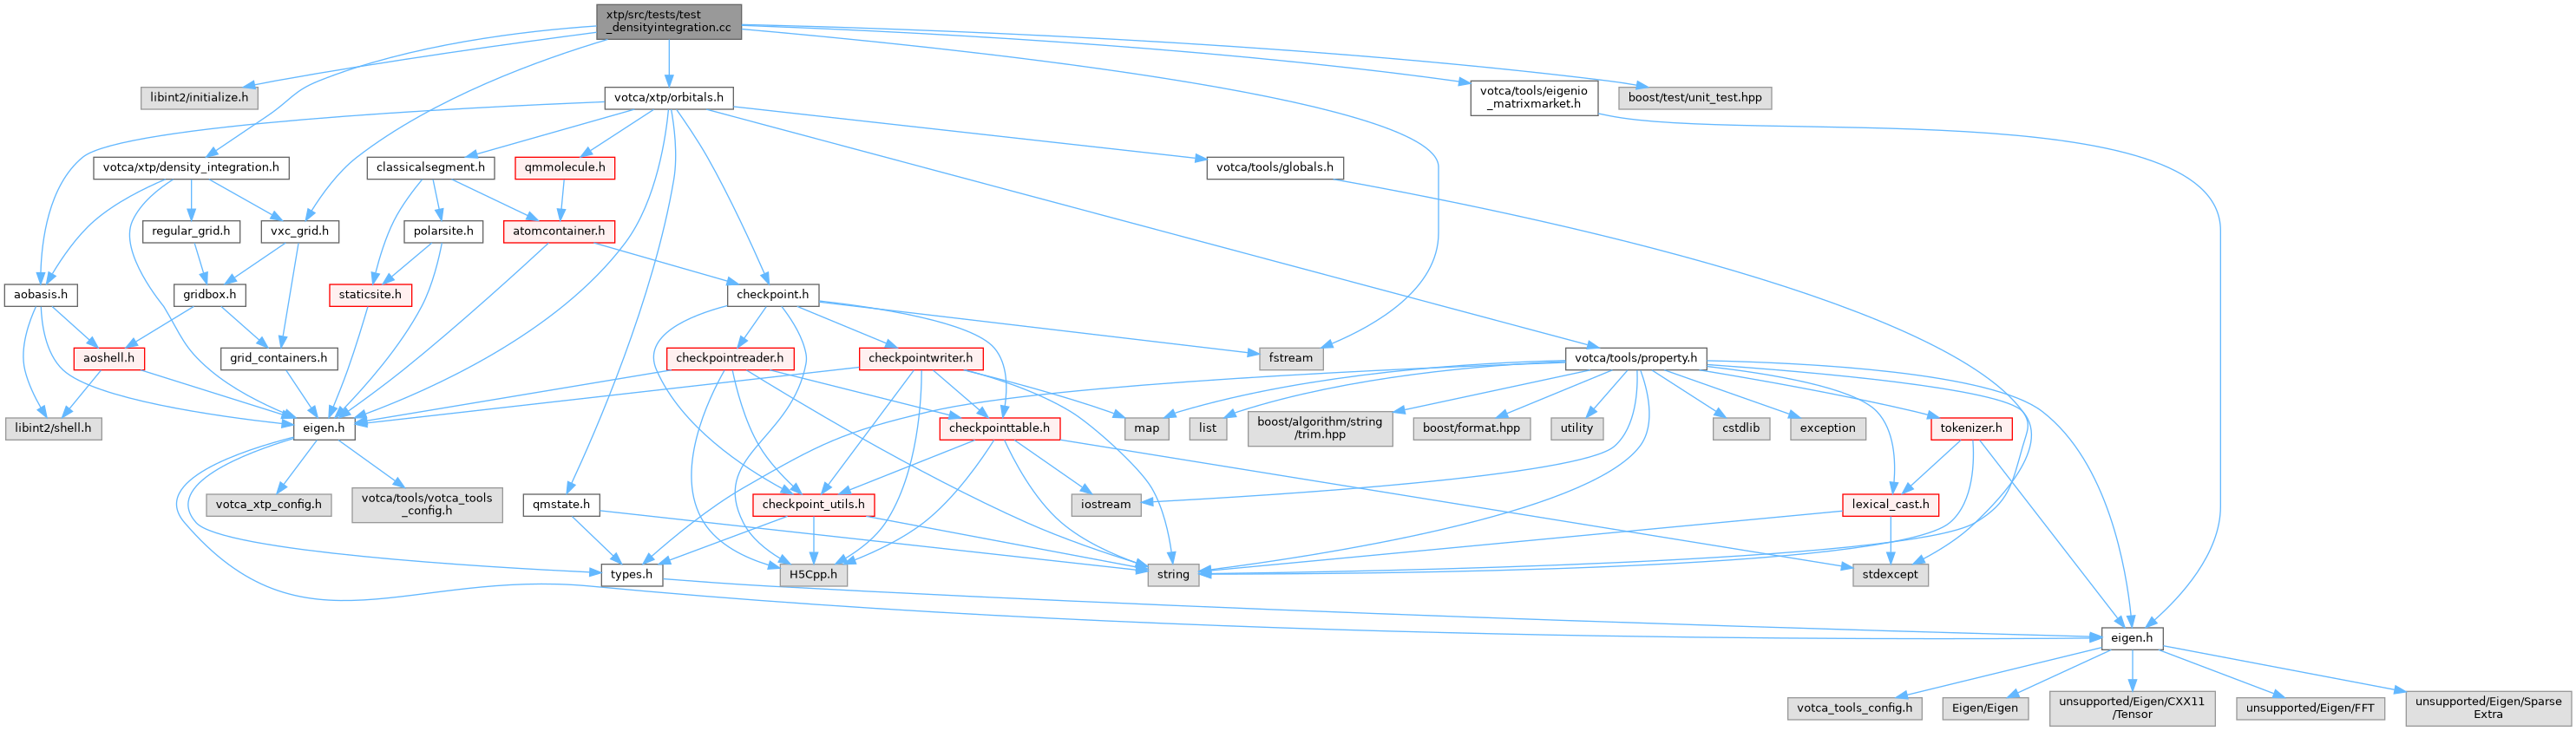 xtp/src/tests/test
_densityintegration.cc
libint2/initialize.h
votca/xtp/orbitals.h
votca/tools/eigenio
_matrixmarket.h
boost/test/unit_test.hpp
votca/xtp/density_integration.h
classicalsegment.h
qmmolecule.h
votca/tools/globals.h
regular_grid.h
vxc_grid.h
polarsite.h
atomcontainer.h
aobasis.h
gridbox.h
staticsite.h
checkpoint.h
aoshell.h
grid_containers.h
checkpointreader.h
checkpointwriter.h
fstream
votca/tools/property.h
libint2/shell.h
eigen.h
checkpointtable.h
map
list
boost/algorithm/string
/trim.hpp
boost/format.hpp
utility
cstdlib
exception
tokenizer.h
votca_xtp_config.h
votca/tools/votca_tools
_config.h
qmstate.h
checkpoint_utils.h
iostream
lexical_cast.h
types.h
H5Cpp.h
string
stdexcept
eigen.h
votca_tools_config.h
Eigen/Eigen
unsupported/Eigen/CXX11
/Tensor
unsupported/Eigen/FFT
unsupported/Eigen/Sparse
Extra